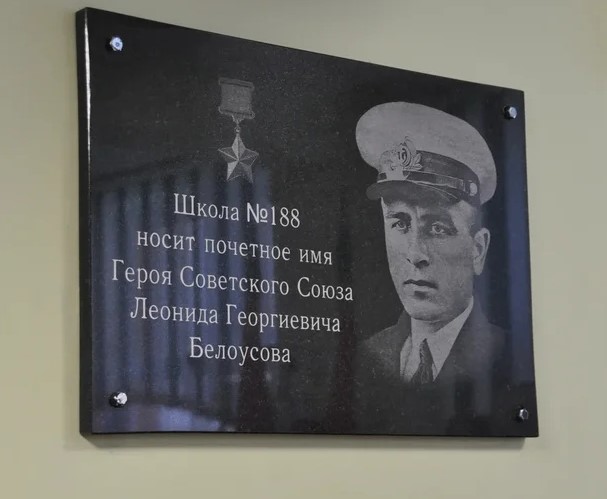 Школа №188
носит почетное имя
Героя Советского Союза
Леонида Георгиевича
Белоусова